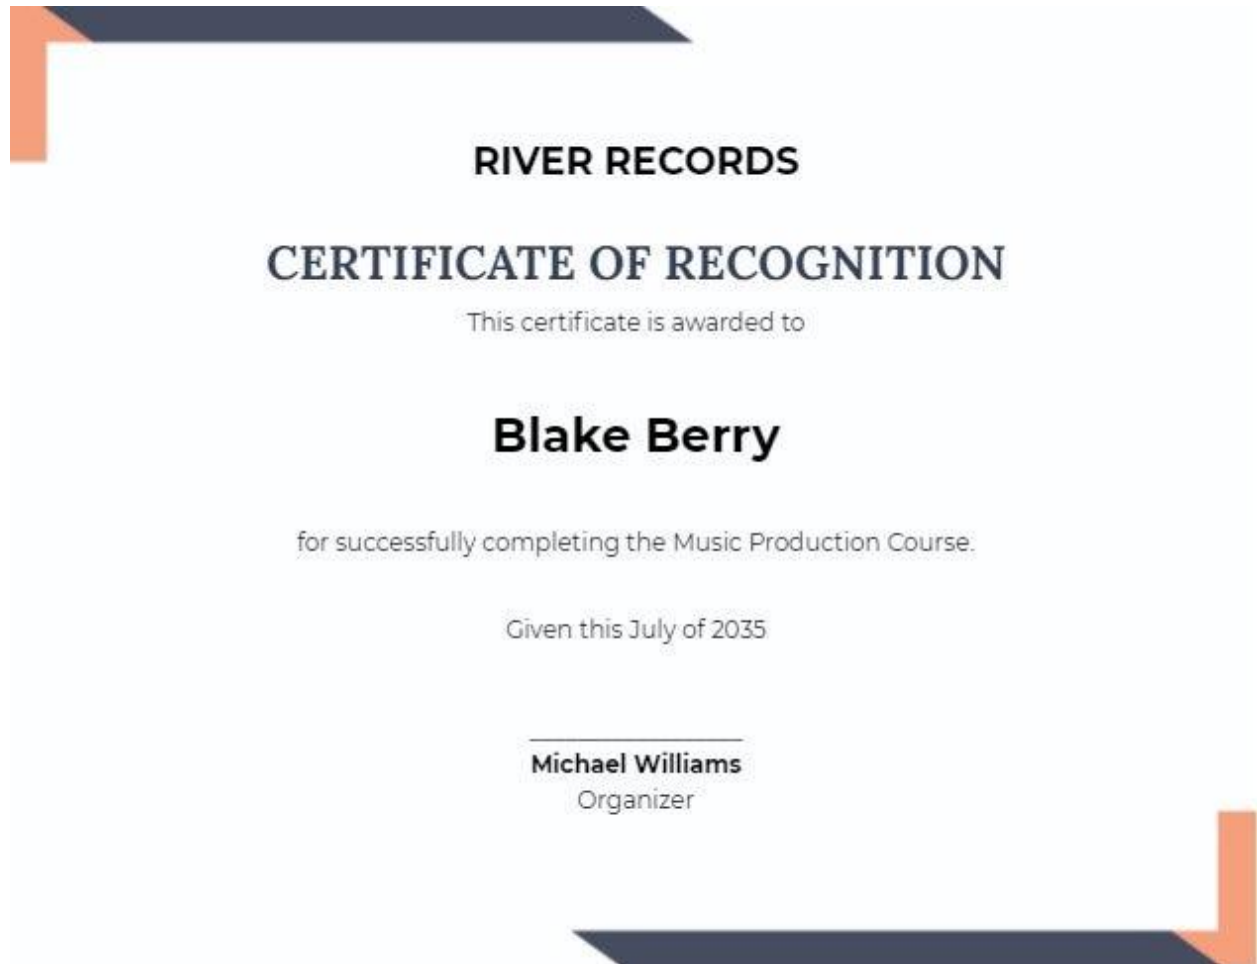 RIVER RECORDS
CERTIFICATE OF RECOGNITION
This certificate is awarded to
Blake Berry
for successfully completing the Music Production Course.
Given this July of 2035
Michael Williams
Organizer